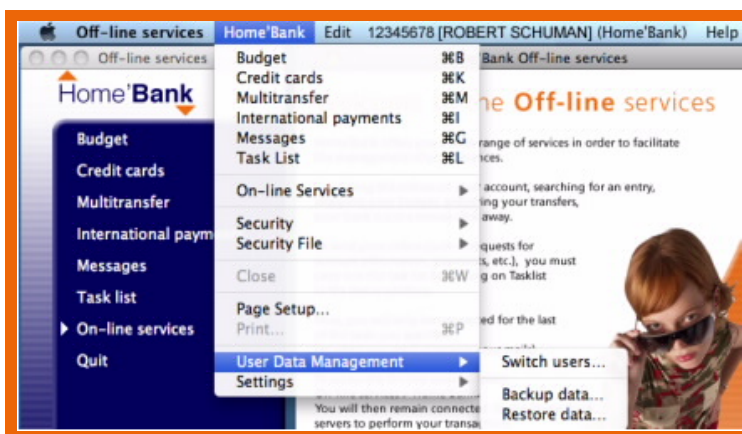 Off-line services Home'Bank Edit 12345678 [ROBERT SCHUMAN] (Home'Bank) Help
Off-line services
Bank Off-line services
Home'Bank
Budget
Credit cards
Multitransfer
International paym
Messages
Task list
On-line services
Quit
Budget ⌘B
Credit cards ⌘K
Multitransfer ⌘M
International payments ⌘I
Messages ⌘G
Task List ⌘L
On-line Services
Security
Security File
Close ⌘W
Page Setup...
Print... ⌘P
User Data Management
Settings
Switch users...
Backup data...
Restore data...
ne Off-line services
range of services in order to facilitate
account, searching for an entry,
ing your transfers,
away.
quests for
s, etc.), you must
g on Tasklist
ed for the last
You will then remain connecte
servers to perform your transa